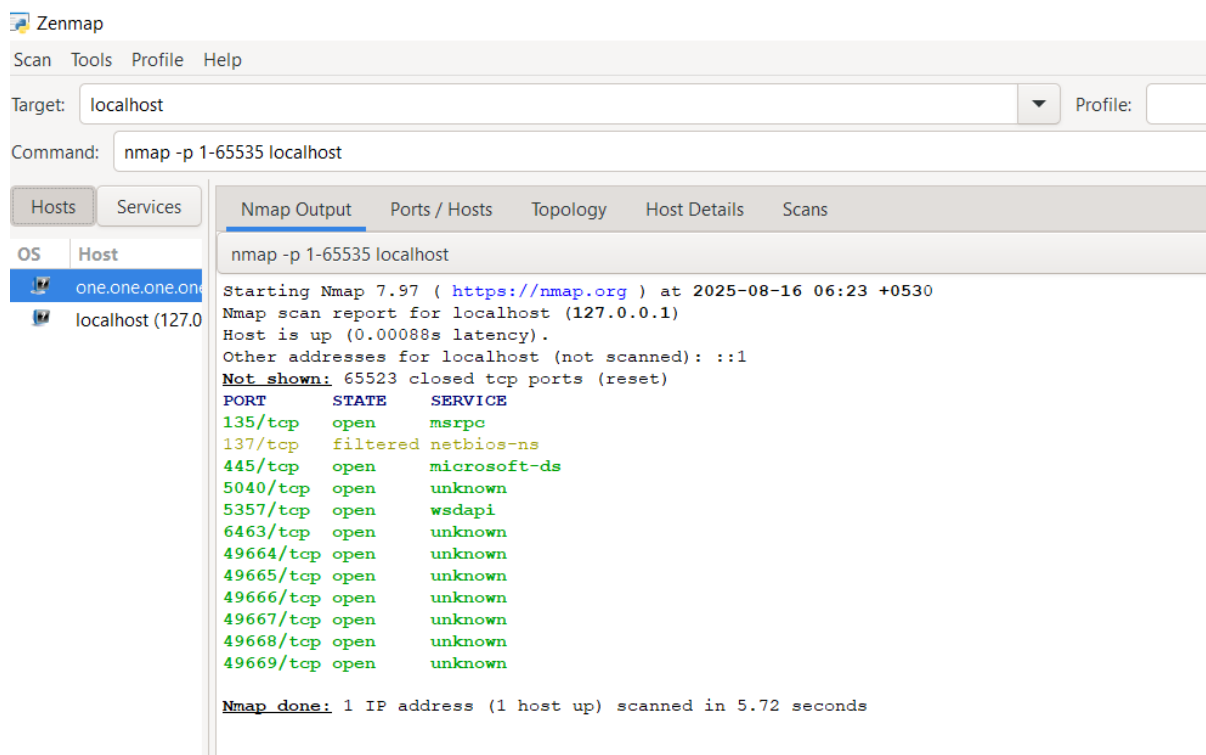 Zenmap
Scan Tools Profile Help
Target: localhost Profile:
Command: nmap -p 1-65535 localhost
Hosts Services Nmap Output Ports / Hosts Topology Host Details Scans
OS Host nmap -p 1-65535 localhost
one.one.one.one
localhost (127.0
Starting Nmap 7.97 ( https://nmap.org ) at 2025-08-16 06:23 +0530
Nmap scan report for localhost (127.0.0.1)
Host is up (0.00088s latency).
Other addresses for localhost (not scanned): ::1
Not shown: 65523 closed tcp ports (reset)
PORT STATE SERVICE
135/tcp open msrpc
137/tcp filtered netbios-ns
445/tcp open microsoft-ds
5040/tcp open unknown
5357/tcp open wsdapi
6463/tcp open unknown
49664/tcp open unknown
49665/tcp open unknown
49666/tcp open unknown
49667/tcp open unknown
49668/tcp open unknown
49669/tcp open unknown
Nmap done: 1 IP address (1 host up) scanned in 5.72 seconds